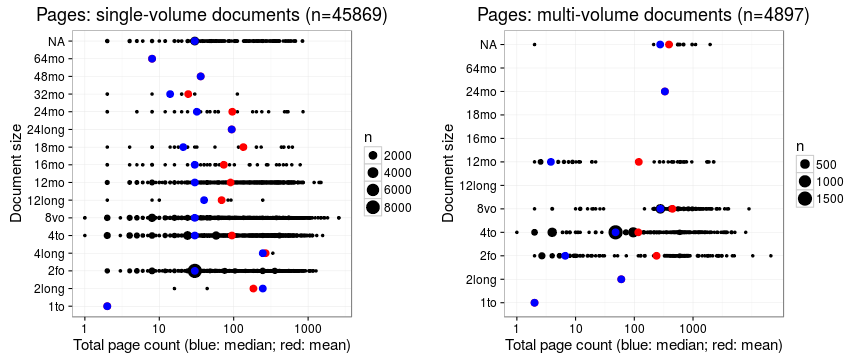 Pages: single-volume documents (n=45869)
Document size
NA
64mo
48mo
32mo
24mo
24long
18mo
16mo
12mo
12long
8vo
4to
4long
2fo
2long
1to
1 10 100 1000
Total page count (blue: median; red: mean)
n
2000
4000
6000
8000
Pages: multi-volume documents (n=4897)
Document size
NA
64mo
24mo
18mo
16mo
12mo
12long
8vo
4to
2fo
2long
1to
1 10 100 1000
Total page count (blue: median; red: mean)
n
500
1000
1500